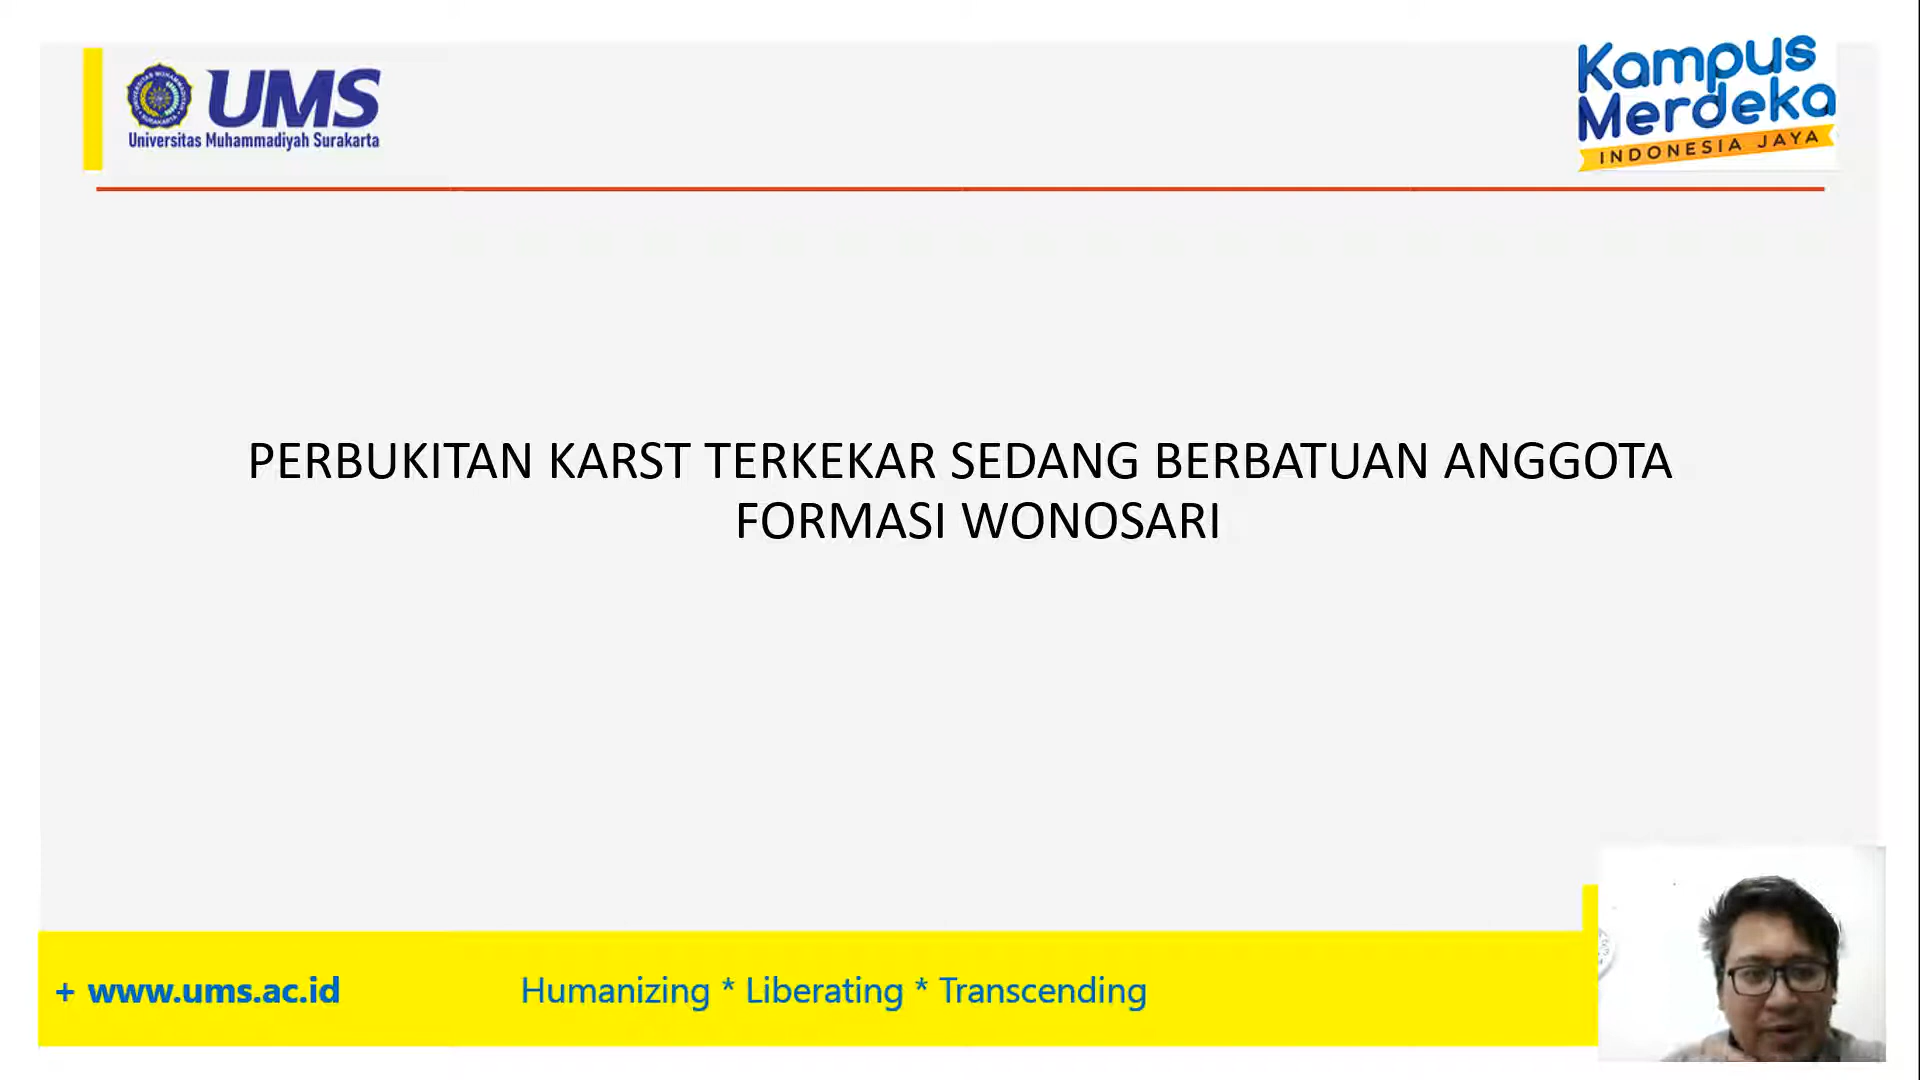 UMS
Universitas Muhammadiyah Surakarta
Kampus
Merdeka
INDONESIA JAYA
PERBUKITAN KARST TERKEKAR SEDANG BERBATUAN ANGGOTA
FORMASI WONOSARI
+ www.ums.ac.id
Humanizing * Liberating * Transcending